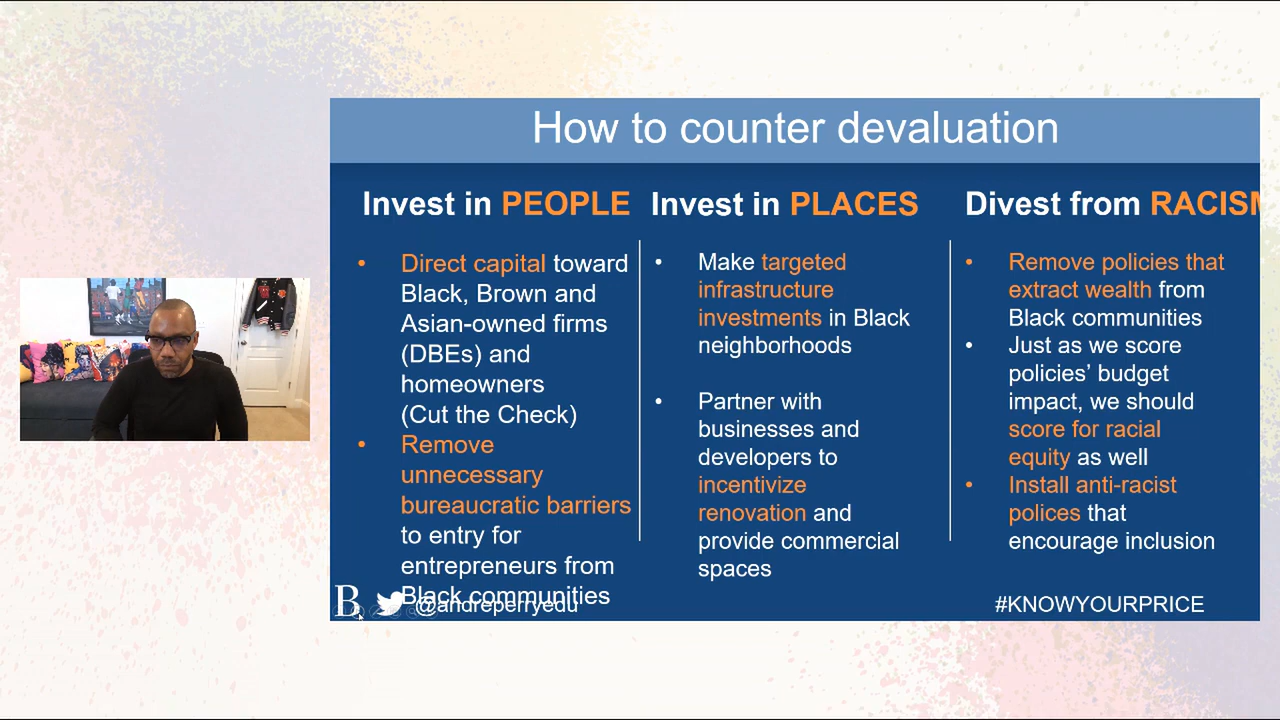 How to counter devaluation
Invest in PEOPLE
• Direct capital toward
Black, Brown and
Asian-owned firms
(DBEs) and
homeowners
(Cut the Check)
• Remove
unnecessary
bureaucratic barriers
to entry for
entrepreneurs from
Black communities
Invest in PLACES
• Make targeted
infrastructure
investments in Black
neighborhoods
• Partner with
businesses and
developers to
incentivize
renovation and
provide commercial
spaces
Divest from RACISM
• Remove policies that
extract wealth from
Black communities
• Just as we score
policies’ budget
impact, we should
score for racial
equity as well
• Install anti-racist
polices that
encourage inclusion
B
@andreperryedu
#KNOWYOURPRICE